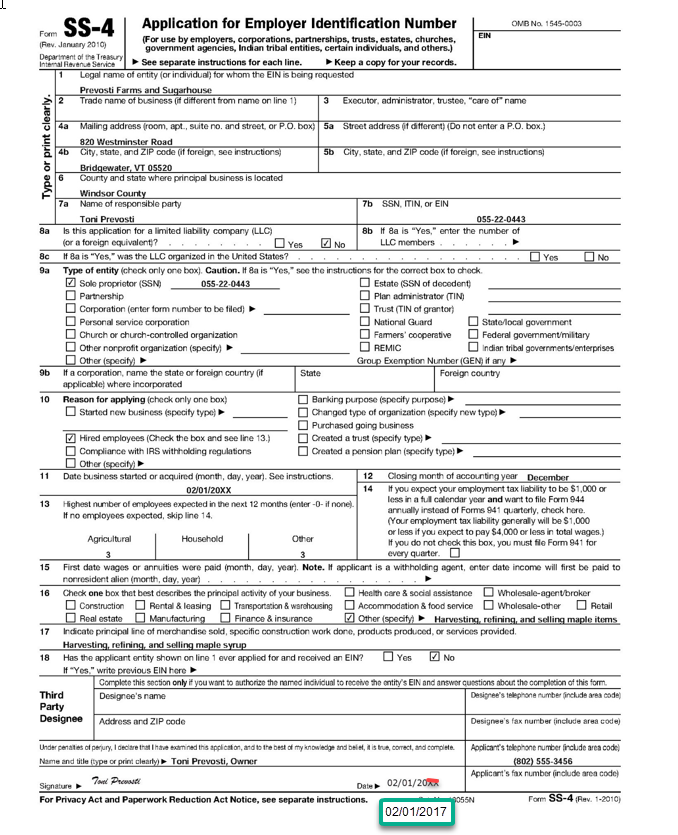 Form SS-4
(Rev. January 2010)
Department of the Treasury
Internal Revenue Service
Application for Employer Identification Number
(For use by employers, corporations, partnerships, trusts, estates, churches,
government agencies, Indian tribal entities, certain individuals, and others.)
▶ See separate instructions for each line. ▶ Keep a copy for your records.
OMB No. 1545-0003
EIN
Type or print clearly.
1 Legal name of entity (or individual) for whom the EIN is being requested
Prevosti Farms and Sugarhouse
2 Trade name of business (if different from name on line 1)
3 Executor, administrator, trustee, "care of" name
4a Mailing address (room, apt., suite no. and street, or P.O. box)
820 Westminster Road
5a Street address (if different) (Do not enter a P.O. box.)
4b City, state, and ZIP code (if foreign, see instructions)
Bridgewater, VT 05520
5b City, state, and ZIP code (if foreign, see instructions)
6 County and state where principal business is located
Windsor County
7a Name of responsible party
Toni Prevosti
7b SSN, ITIN, or EIN
055-22-0443
8a Is this application for a limited liability company (LLC)
(or a foreign equivalent)? . . . . . . . . Yes ☑ No
8b If 8a is "Yes," enter the number of
LLC members . . . . . . ▶
8c If 8a is "Yes," was the LLC organized in the United States? . . . . . . . . . . Yes No
9a Type of entity (check only one box). Caution. If 8a is "Yes," see the instructions for the correct box to check.
☑ Sole proprietor (SSN) 055-22-0443
Partnership
Corporation (enter form number to be filed) ▶
Personal service corporation
Church or church-controlled organization
Other nonprofit organization (specify) ▶
Other (specify) ▶
Estate (SSN of decedent)
Plan administrator (TIN)
Trust (TIN of grantor)
National Guard State/local government
Farmers' cooperative Federal government/military
REMIC Indian tribal governments/enterprises
Group Exemption Number (GEN) if any ▶
9b If a corporation, name the state or foreign country (if
applicable) where incorporated
State
Foreign country
10 Reason for applying (check only one box)
Started new business (specify type) ▶
☑ Hired employees (Check the box and see line 13.)
Compliance with IRS withholding regulations
Other (specify) ▶
Banking purpose (specify purpose) ▶
Changed type of organization (specify new type) ▶
Purchased going business
Created a trust (specify type) ▶
Created a pension plan (specify type) ▶
11 Date business started or acquired (month, day, year). See instructions.
02/01/20XX
12 Closing month of accounting year December
13 Highest number of employees expected in the next 12 months (enter -0- if none).
If no employees expected, skip line 14.
Agricultural Household Other
3 3
14 If you expect your employment tax liability to be $1,000 or
less in a full calendar year and want to file Form 944
annually instead of Forms 941 quarterly, check here.
(Your employment tax liability generally will be $1,000
or less if you expect to pay $4,000 or less in total wages.)
If you do not check this box, you must file Form 941 for
every quarter.
15 First date wages or annuities were paid (month, day, year). Note. If applicant is a withholding agent, enter date income will first be paid to
nonresident alien (month, day, year) . . . . . . . . . . ▶
16 Check one box that best describes the principal activity of your business.
Construction Rental & leasing Transportation & warehousing
Real estate Manufacturing Finance & insurance
Health care & social assistance Wholesale-agent/broker
Accommodation & food service Wholesale-other Retail
☑ Other (specify) ▶ Harvesting, refining, and selling maple items
17 Indicate principal line of merchandise sold, specific construction work done, products produced, or services provided.
Harvesting, refining, and selling maple syrup
18 Has the applicant entity shown on line 1 ever applied for and received an EIN? Yes ☑ No
If "Yes," write previous EIN here ▶
Third
Party
Designee
Complete this section only if you want to authorize the named individual to receive the entity's EIN and answer questions about the completion of this form.
Designee's name
Designee's telephone number (include area code)
Address and ZIP code
Designee's fax number (include area code)
Under penalties of perjury, I declare that I have examined this application, and to the best of my knowledge and belief, it is true, correct, and complete.
Applicant's telephone number (include area code)
Name and title (type or print clearly) ▶ Toni Prevosti, Owner
(802) 555-3456
Applicant's fax number (include area code)
Signature ▶ Toni Prevosti Date ▶ 02/01/20XX
For Privacy Act and Paperwork Reduction Act Notice, see separate instructions.
055N
Form SS-4 (Rev. 1-2010)
02/01/2017